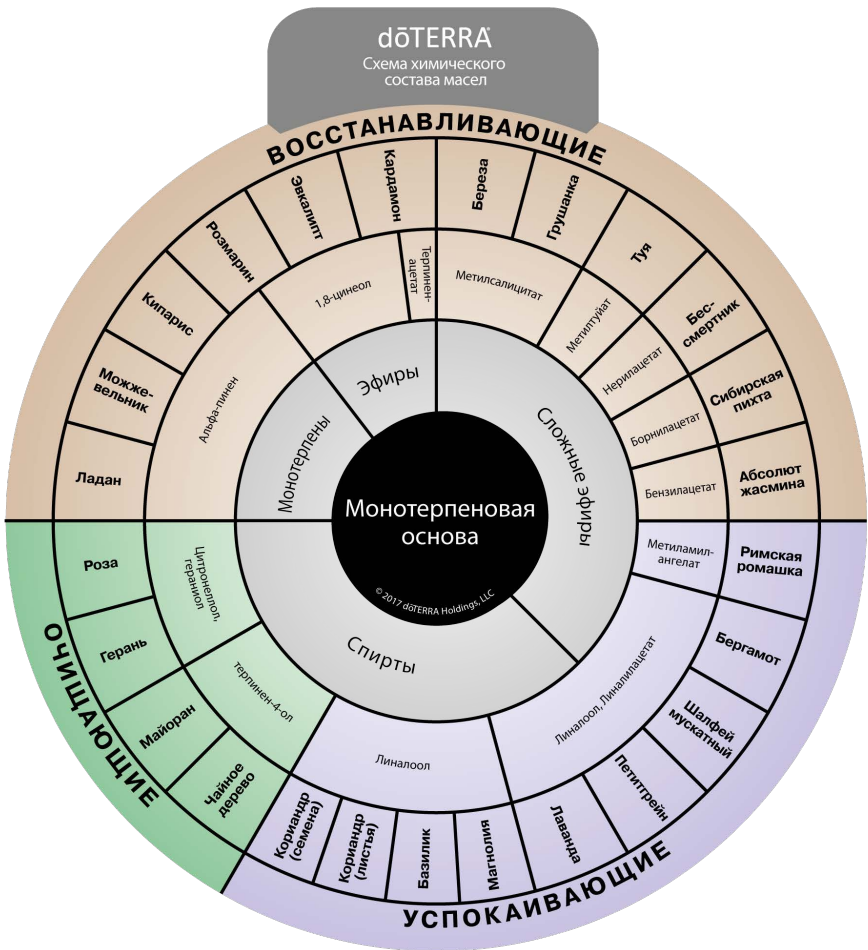 dōTERRA
Схема химического
состава масел
ВОССТАНАВЛИВАЮЩИЕ
Ладан
Можже-
вельник
Кипарис
Розмарин
Эвкалипт
Кардамон
Береза
Грушанка
Туя
Бес-
смертник
Сибирская
пихта
Абсолют
жасмина
Альфа-пинен
1,8-цинеол
Терпинен-
ацетат
Метилсалицитат
Метилтуйат
Нерилацетат
Борнилацетат
Бензилацетат
Монотерпены
Эфиры
Сложные эфиры
Спирты
Монотерпеновая
основа
© 2017 dōTERRA Holdings, LLC
Метиламил-
ангелат
Линалоол, Линалилацетат
Линалоол
терпинен-4-ол
Цитронеллол,
гераниол
Римская
ромашка
Бергамот
Шалфей
мускатный
Петитгрейн
Лаванда
Магнолия
Базилик
Кориандр
(листья)
Кориандр
(семена)
УСПОКАИВАЮЩИЕ
Роза
Герань
Майоран
Чайное
дерево
ОЧИЩАЮЩИЕ